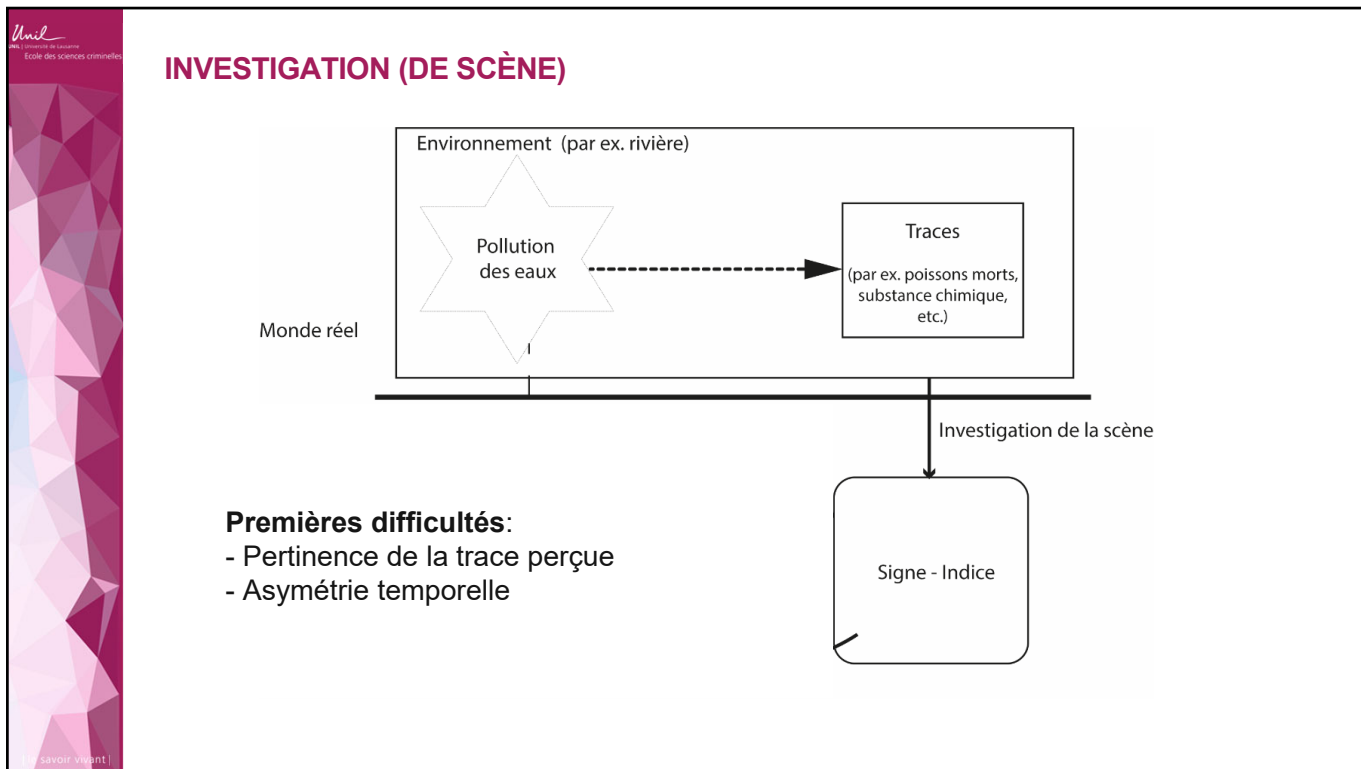 Unil
UNIL | Université de Lausanne
Ecole des sciences criminelles
INVESTIGATION (DE SCÈNE)
Environnement (par ex. rivière)
Pollution
des eaux
Traces
(par ex. poissons morts,
substance chimique,
etc.)
Monde réel
Investigation de la scène
Premières difficultés:
- Pertinence de la trace perçue
- Asymétrie temporelle
Signe - Indice
| le savoir vivant |